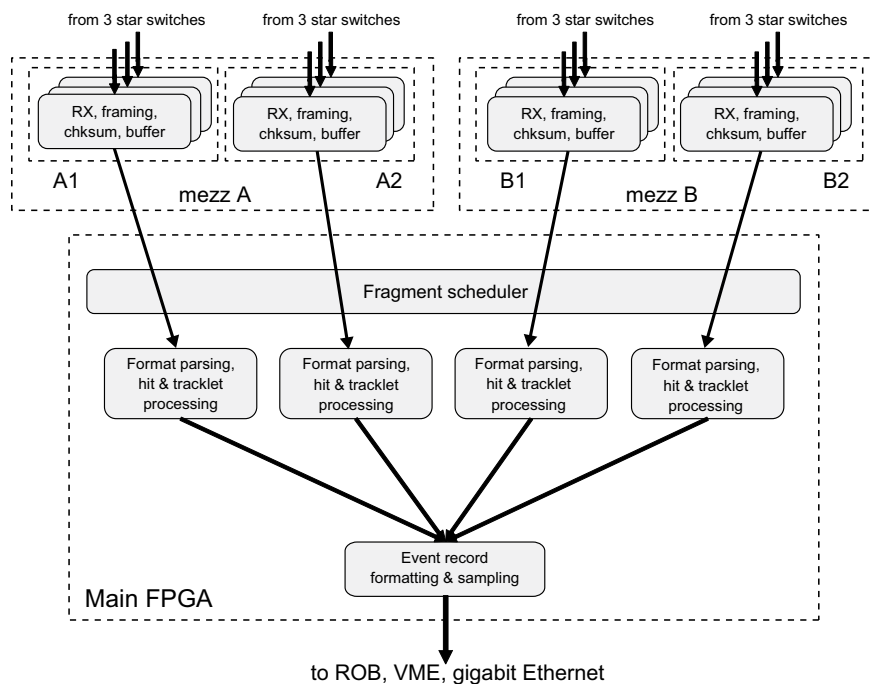 from 3 star switches
from 3 star switches
from 3 star switches
from 3 star switches
RX, framing,
chksum, buffer
RX, framing,
chksum, buffer
RX, framing,
chksum, buffer
RX, framing,
chksum, buffer
A1
A2
B1
B2
mezz A
mezz B
Fragment scheduler
Format parsing,
hit & tracklet
processing
Format parsing,
hit & tracklet
processing
Format parsing,
hit & tracklet
processing
Format parsing,
hit & tracklet
processing
Event record
formatting & sampling
Main FPGA
to ROB, VME, gigabit Ethernet